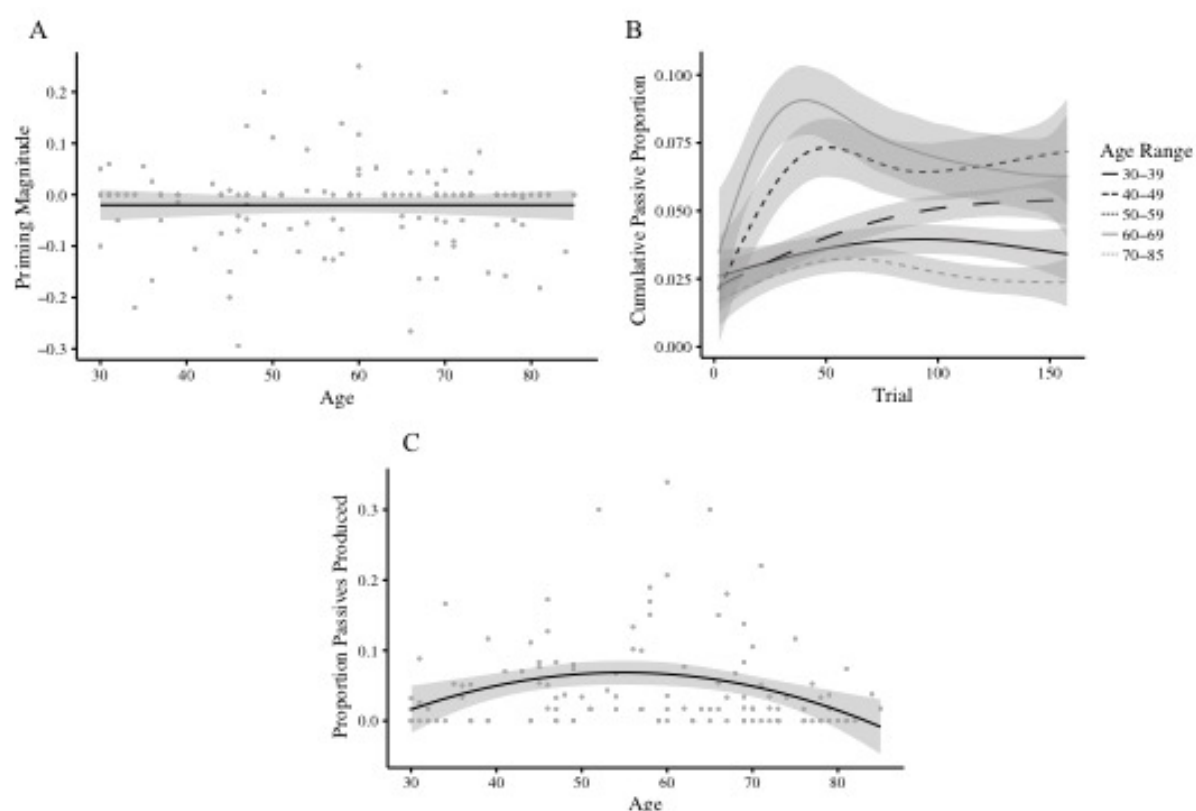 A
Priming Magnitude
0.2
0.1
0.0
−0.1
−0.2
−0.3
30 40 50 60 70 80
Age
B
Cumulative Passive Proportion
0.100
0.075
0.050
0.025
0.000
0 50 100 150
Trial
Age Range
30–39
40–49
50–59
60–69
70–85
C
Proportion Passives Produced
0.3
0.2
0.1
0.0
30 40 50 60 70 80
Age